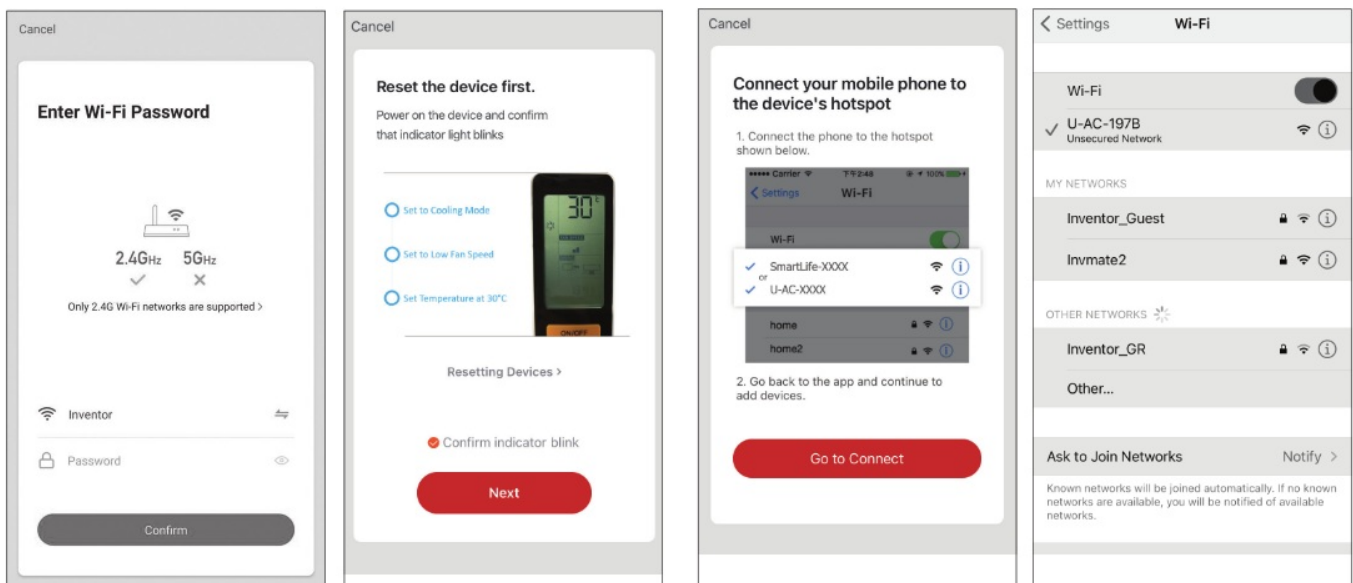 Cancel
Enter Wi-Fi Password
2.4GHz 5GHz
Only 2.4G Wi-Fi networks are supported >
Inventor
Password
Confirm
Cancel
Reset the device first.
Power on the device and confirm
that indicator light blinks
Set to Cooling Mode
Set to Low Fan Speed
Set Temperature at 30°C
30°c
ON/OFF
Resetting Devices >
Confirm indicator blink
Next
Cancel
Connect your mobile phone to
the device's hotspot
1. Connect the phone to the hotspot
shown below.
Carrier 下午2:48 100%
Settings Wi-Fi
Wi-Fi
SmartLife-XXXX
or
U-AC-XXXX
home
home2
2. Go back to the app and continue to
add devices.
Go to Connect
Settings Wi-Fi
Wi-Fi
U-AC-197B
Unsecured Network
MY NETWORKS
Inventor_Guest
Invmate2
OTHER NETWORKS
Inventor_GR
Other...
Ask to Join Networks Notify >
Known networks will be joined automatically. If no known
networks are available, you will be notified of available
networks.